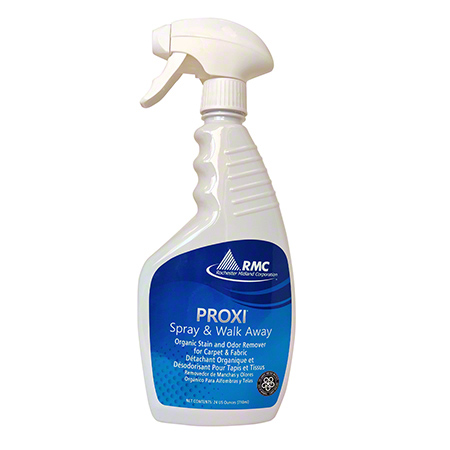 RMC
Rochester Midland Corporation
PROXI
Spray & Walk Away
Organic Stain and Odor Remover
for Carpet & Fabric
Détachant Organique et
Désodorisant Pour Tapis et Tissus
Removedor de Manchas y Olores
Orgánico Para Alfombras y Telas
NET CONTENTS: 24 US Ounces (710ml)